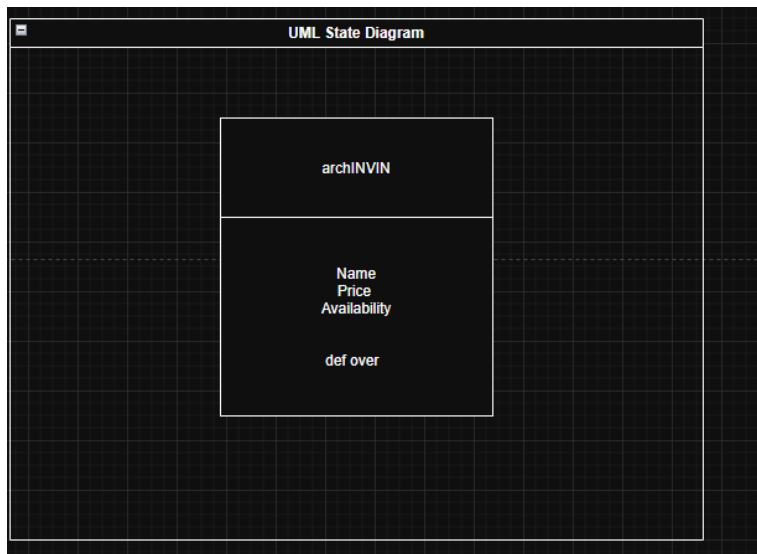 UML State Diagram
archINVIN
Name
Price
Availability
def over